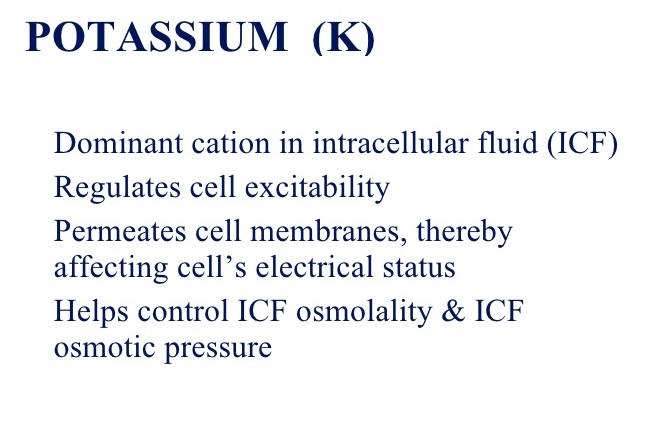 POTASSIUM (K)
Dominant cation in intracellular fluid (ICF)
Regulates cell excitability
Permeates cell membranes, thereby
affecting cell’s electrical status
Helps control ICF osmolality & ICF
osmotic pressure